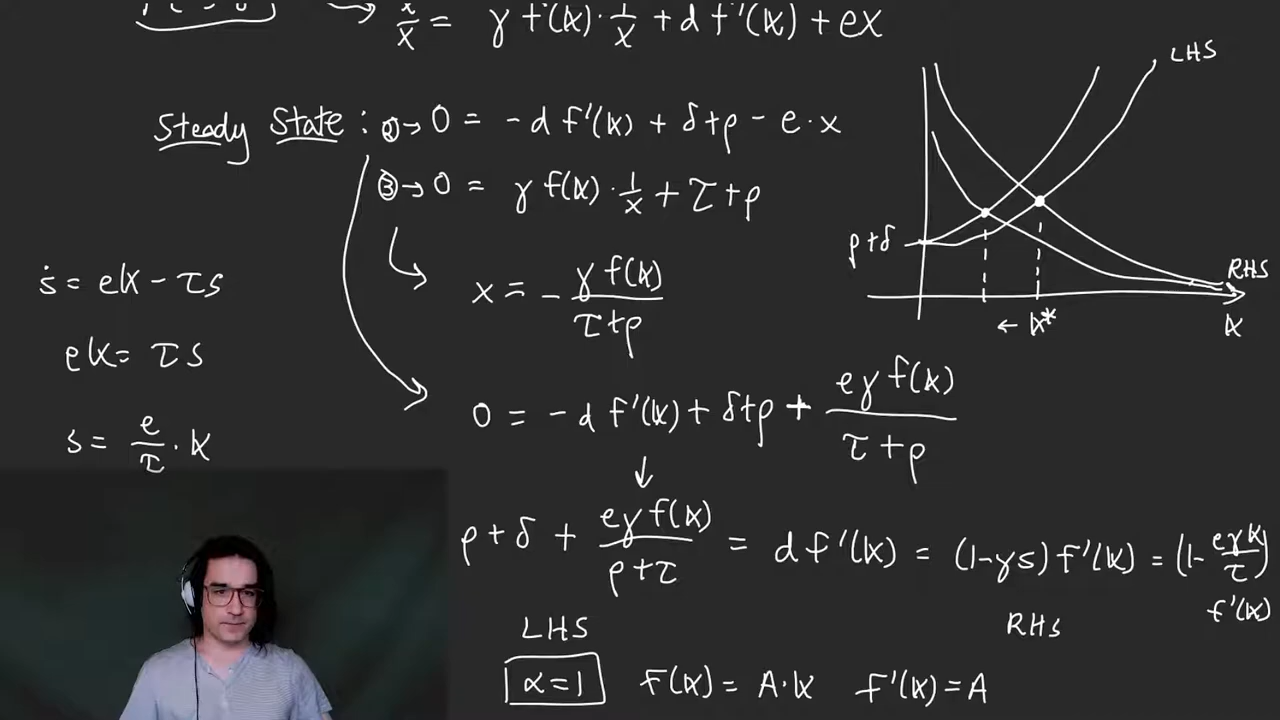 ẋ/x = γ f(k) · 1/x + d f'(k) + ex
Steady State : ① → 0 = - d f'(k) + δ + ρ - e · x
③ → 0 = γ f(k) · 1/x + τ + ρ
x = - γ f(k) / (τ + ρ)
0 = - d f'(k) + δ + ρ + eγ f(k) / (τ + ρ)
ρ + δ + eγ f(k) / (ρ + τ) = d f'(k) = (1 - γs) f'(k) = (1 - eγk/τ) f'(k)
LHS
RHS
α = 1 F(k) = A · k f'(k) = A
ṡ = ek - τs
ek = τs
s = e/τ · k
LHS
ρ + δ
RHS
← k*
k